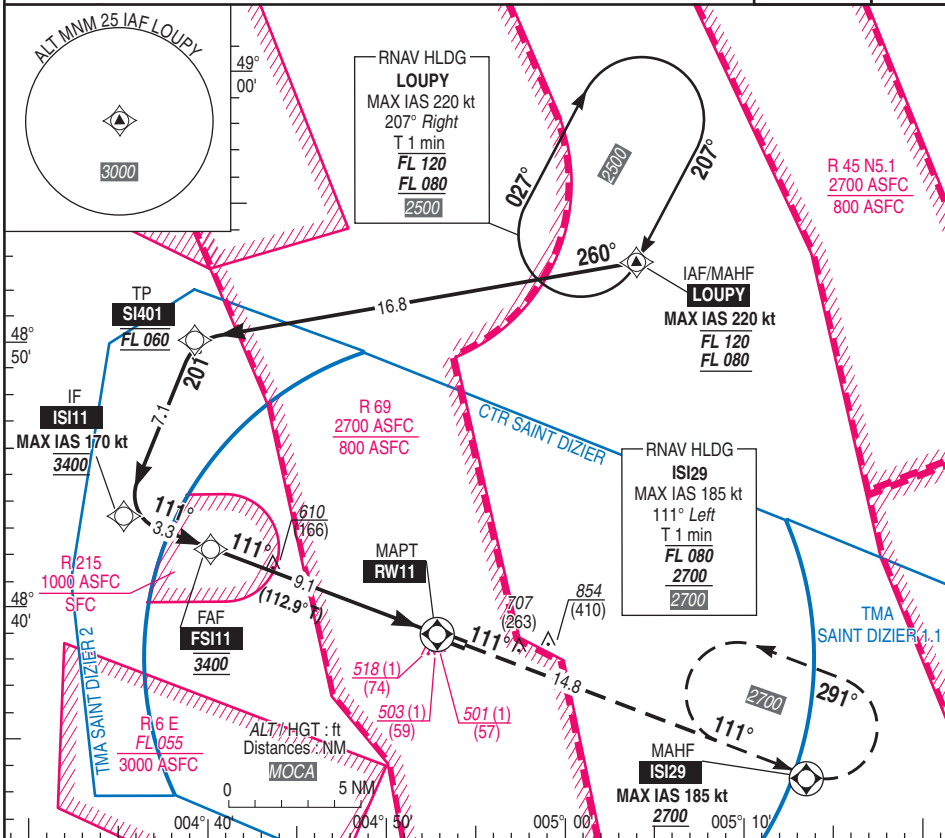 ALT MNM 25 IAF LOUPY
3000
49°
00'
RNAV HLDG
LOUPY
MAX IAS 220 kt
207° Right
T 1 min
FL 120
FL 080
2500
2500
027°
207°
R 45 N5.1
2700 ASFC
800 ASFC
260°
16.8
IAF/MAHF
LOUPY
MAX IAS 220 kt
FL 120
FL 080
TP
SI401
FL 060
48°
50'
201°
7.1
IF
ISI11
MAX IAS 170 kt
3400
R 69
2700 ASFC
800 ASFC
CTR SAINT DIZIER
RNAV HLDG
ISI29
MAX IAS 185 kt
111° Left
T 1 min
FL 080
2700
2700
111°
3.3
610
(166)
111°
9.1
(112.9°T)
R 215
1000 ASFC
SFC
MAPT
RW11
707
(263)
854
(410)
48°
40'
FAF
FSI11
3400
TMA
SAINT DIZIER 1.1
111°
14.8
518 (1)
(74)
503 (1)
(59)
501 (1)
(57)
2700
291°
111°
TMA SAINT DIZIER 2
R 6 E
FL 055
3000 ASFC
ALT/HGT : ft
Distances : NM
MOCA
0
5 NM
MAHF
ISI29
MAX IAS 185 kt
2700
004° 40'
004° 50'
005° 00'
005° 10'